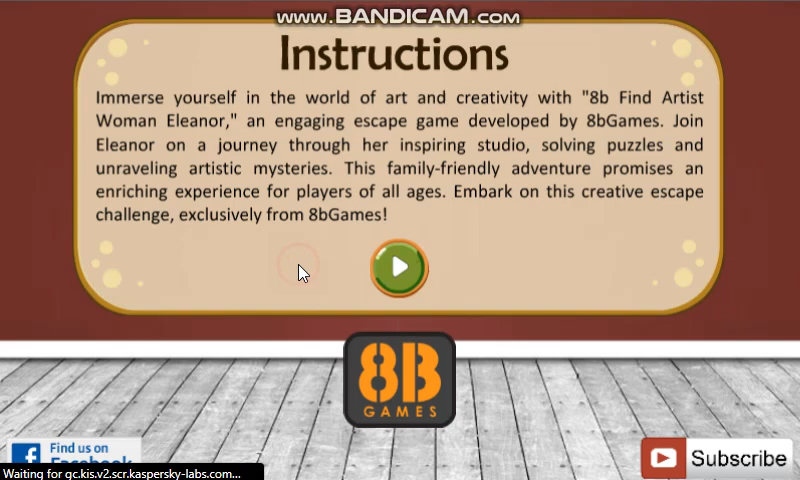 www.BANDICAM.com
Instructions
Immerse yourself in the world of art and creativity with "8b Find Artist
Woman Eleanor," an engaging escape game developed by 8bGames. Join
Eleanor on a journey through her inspiring studio, solving puzzles and
unraveling artistic mysteries. This family-friendly adventure promises an
enriching experience for players of all ages. Embark on this creative escape
challenge, exclusively from 8bGames!
8B
GAMES
Find us on
Facebook
Subscribe
Waiting for gc.kis.v2.scr.kaspersky-labs.com...